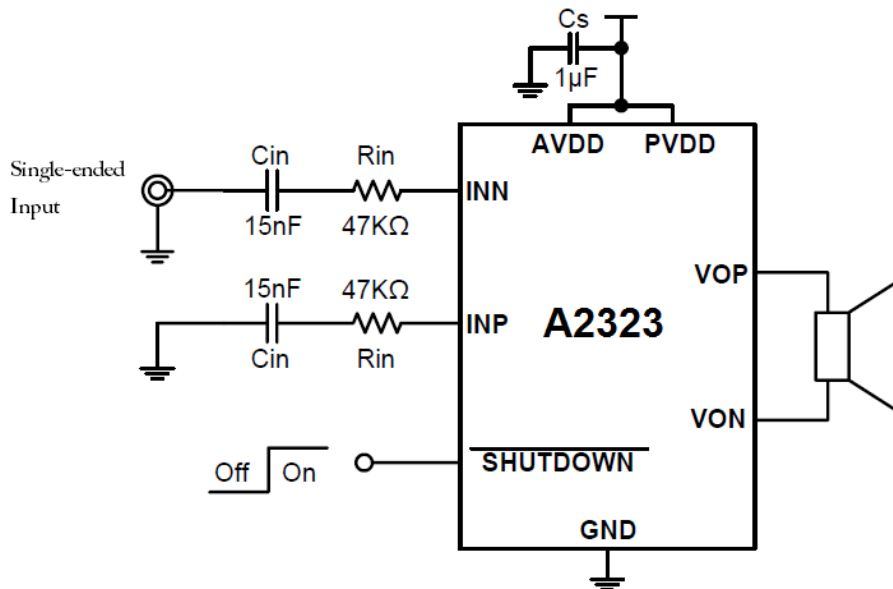 Cs
1µF
AVDD PVDD
Single-ended
Input
Cin
Rin
15nF
47KΩ
INN
15nF
47KΩ
Cin
Rin
INP
A2323
VOP
VON
Off
On
SHUTDOWN
GND